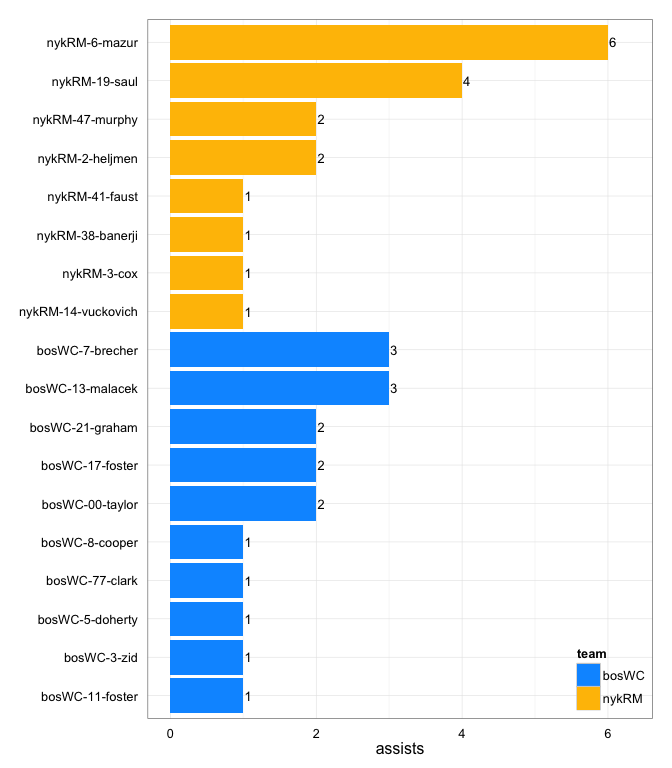 nykRM-6-mazur 6
nykRM-19-saul 4
nykRM-47-murphy 2
nykRM-2-heljmen 2
nykRM-41-faust 1
nykRM-38-banerji 1
nykRM-3-cox 1
nykRM-14-vuckovich 1
bosWC-7-brecher 3
bosWC-13-malacek 3
bosWC-21-graham 2
bosWC-17-foster 2
bosWC-00-taylor 2
bosWC-8-cooper 1
bosWC-77-clark 1
bosWC-5-doherty 1
bosWC-3-zid 1
bosWC-11-foster 1
team
bosWC
nykRM
0 2 4 6
assists